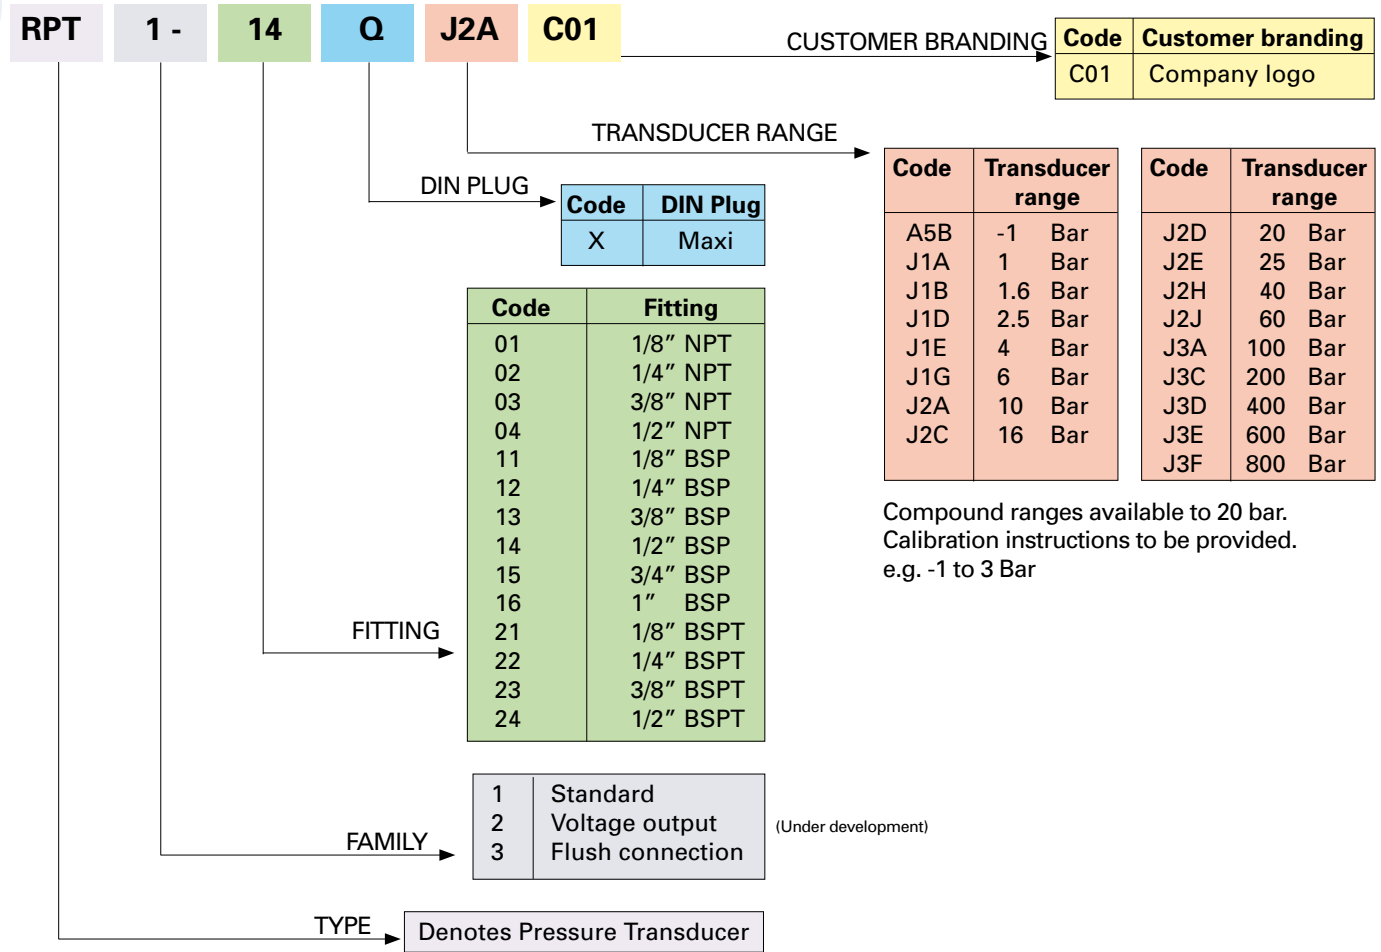 RPT 1 - 14 Q J2A C01
CUSTOMER BRANDING
Code Customer branding
C01 Company logo
TRANSDUCER RANGE
Code Transducer range
A5B -1 Bar
J1A 1 Bar
J1B 1.6 Bar
J1D 2.5 Bar
J1E 4 Bar
J1G 6 Bar
J2A 10 Bar
J2C 16 Bar
Code Transducer range
J2D 20 Bar
J2E 25 Bar
J2H 40 Bar
J2J 60 Bar
J3A 100 Bar
J3C 200 Bar
J3D 400 Bar
J3E 600 Bar
J3F 800 Bar
Compound ranges available to 20 bar.
Calibration instructions to be provided.
e.g. -1 to 3 Bar
DIN PLUG
Code DIN Plug
X Maxi
FITTING
Code Fitting
01 1/8" NPT
02 1/4" NPT
03 3/8" NPT
04 1/2" NPT
11 1/8" BSP
12 1/4" BSP
13 3/8" BSP
14 1/2" BSP
15 3/4" BSP
16 1" BSP
21 1/8" BSPT
22 1/4" BSPT
23 3/8" BSPT
24 1/2" BSPT
FAMILY
1 Standard
2 Voltage output (Under development)
3 Flush connection
TYPE
Denotes Pressure Transducer